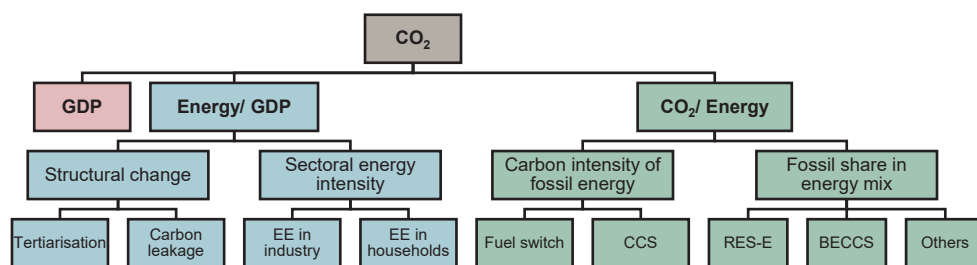 CO₂
GDP
Energy/ GDP
CO₂/ Energy
Structural change
Sectoral energy
intensity
Carbon intensity of
fossil energy
Fossil share in
energy mix
Tertiarisation
Carbon
leakage
EE in
industry
EE in
households
Fuel switch
CCS
RES-E
BECCS
Others